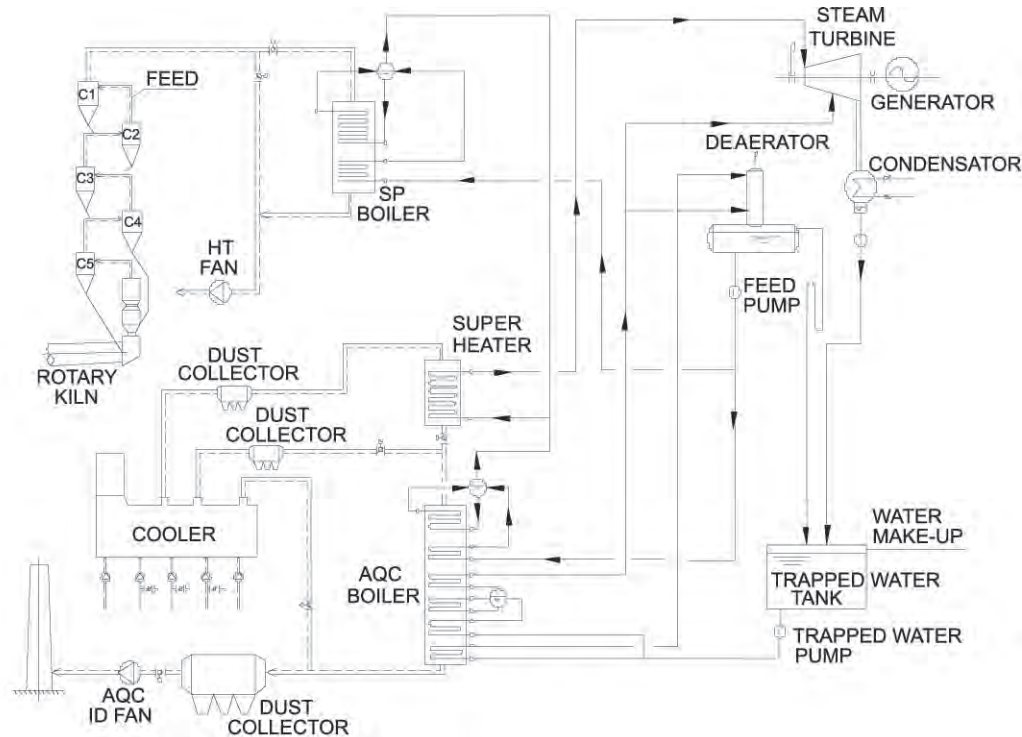 STEAM
TURBINE
FEED
C1
GENERATOR
C2
DEAERATOR
CONDENSATOR
C3
SP
BOILER
C4
HT
FAN
C5
FEED
PUMP
SUPER
HEATER
DUST
COLLECTOR
ROTARY
KILN
DUST
COLLECTOR
WATER
MAKE-UP
COOLER
AQC
BOILER
TRAPPED WATER
TANK
TRAPPED WATER
PUMP
AQC
ID FAN
DUST
COLLECTOR